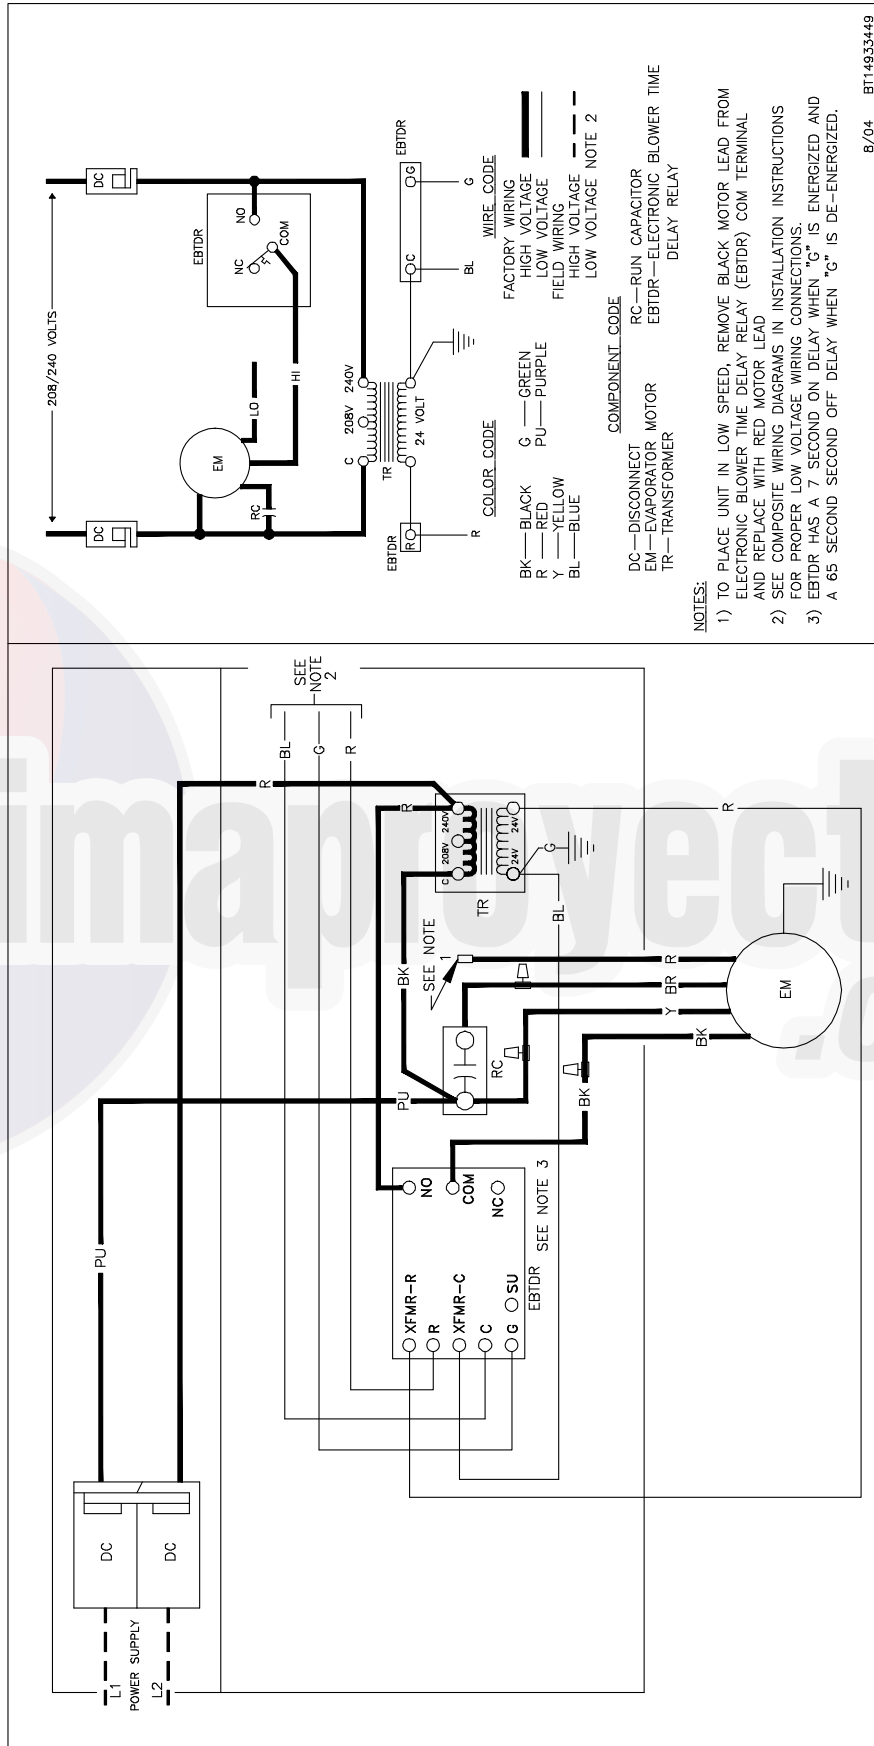 L1
POWER SUPPLY
L2
DC
DC
PU
R
PU
BK
R
BL
G
R
SEE
NOTE
2
XFMR-R
R
XFMR-C
C
G
SU
NO
COM
NC
EBTDR
SEE NOTE 3
RC
SEE NOTE
1
C
208V
240V
TR
24V
24V
G
BL
R
BK
BK
Y
BR
R
EM
208/240 VOLTS
DC
DC
EBTDR
NC
NO
COM
EM
RC
LO
HI
C
208V
240V
TR
24 VOLT
EBTDR
R
R
EBTDR
C
G
BL
G
COLOR CODE
BK—BLACK
R—RED
Y—YELLOW
BL—BLUE
G—GREEN
PU—PURPLE
WIRE CODE
FACTORY WIRING
HIGH VOLTAGE
LOW VOLTAGE
FIELD WIRING
HIGH VOLTAGE
LOW VOLTAGE NOTE 2
COMPONENT CODE
DC—DISCONNECT
EM—EVAPORATOR MOTOR
TR—TRANSFORMER
RC—RUN CAPACITOR
EBTDR—ELECTRONIC BLOWER TIME
DELAY RELAY
NOTES:
1) TO PLACE UNIT IN LOW SPEED, REMOVE BLACK MOTOR LEAD FROM
ELECTRONIC BLOWER TIME DELAY RELAY (EBTDR) COM TERMINAL
AND REPLACE WITH RED MOTOR LEAD
2) SEE COMPOSITE WIRING DIAGRAMS IN INSTALLATION INSTRUCTIONS
FOR PROPER LOW VOLTAGE WIRING CONNECTIONS.
3) EBTDR HAS A 7 SECOND ON DELAY WHEN "G" IS ENERGIZED AND
A 65 SECOND SECOND OFF DELAY WHEN "G" IS DE-ENERGIZED.
8/04 BT14933449
imaproyect